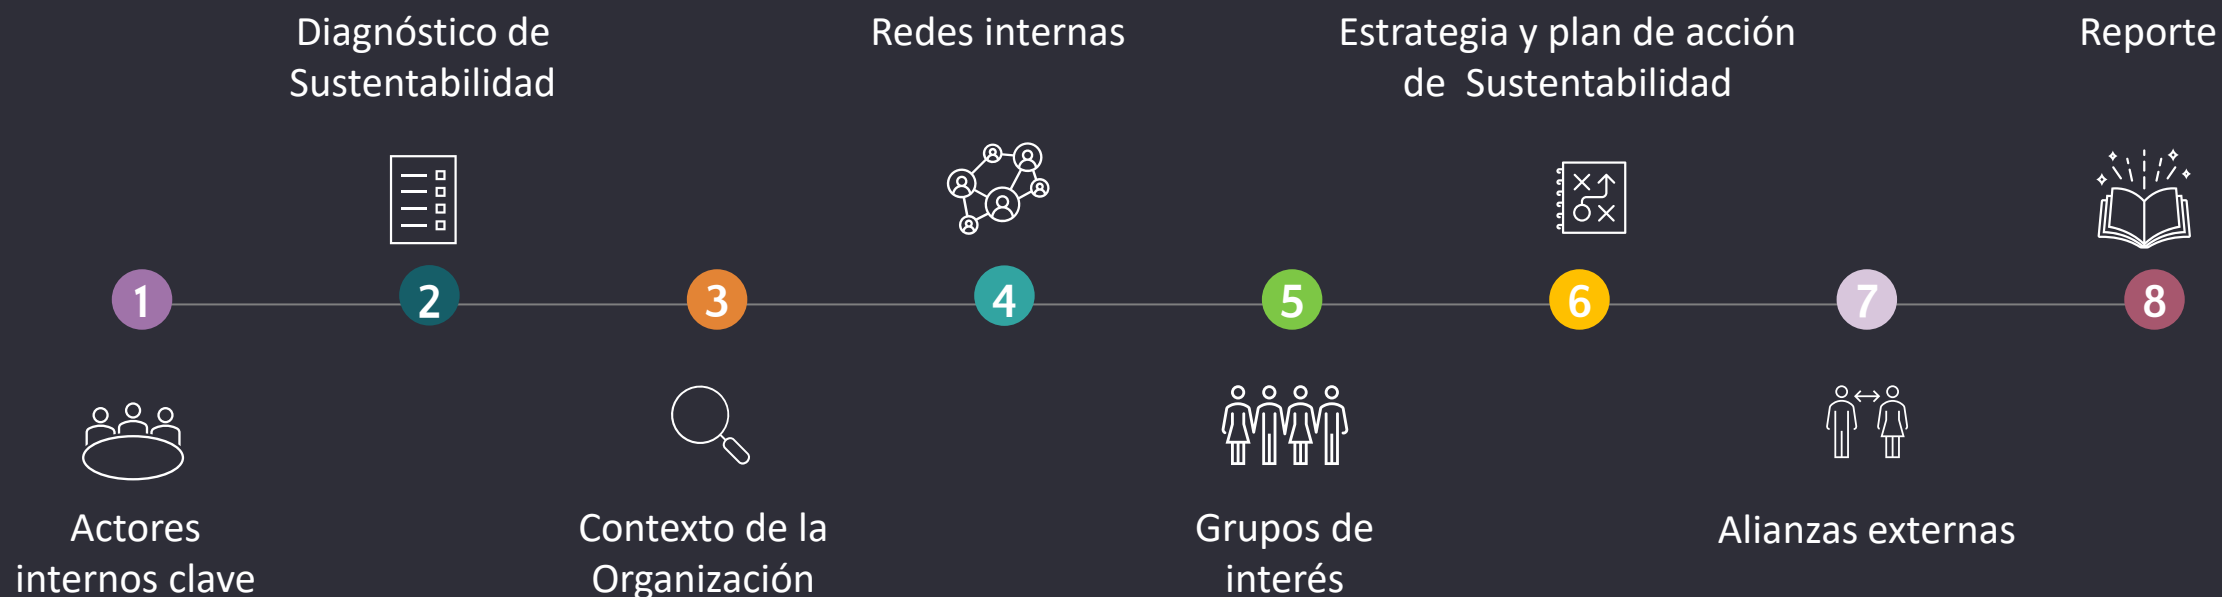 Diagnóstico de
Sustentabilidad
Redes internas
Estrategia y plan de acción
de Sustentabilidad
Reporte
1
2
3
4
5
6
7
8
Actores
internos clave
Contexto de la
Organización
Grupos de
interés
Alianzas externas